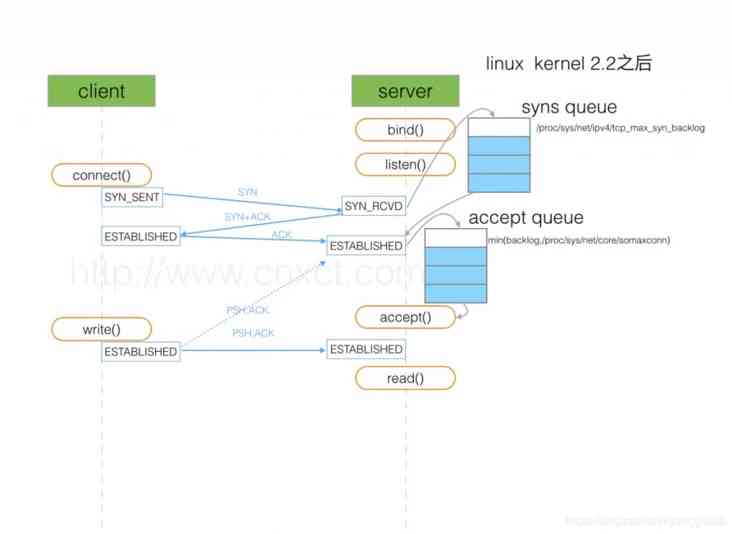 linux kernel 2.2之后
client
server
syns queue
/proc/sys/net/ipv4/tcp_max_syn_backlog
bind()
listen()
connect()
SYN
SYN_SENT
SYN_RCVD
SYN+ACK
accept queue
ACK
ESTABLISHED
ESTABLISHED
min(backlog,/proc/sys/net/core/somaxconn)
http://www.cnxct.com
PSH,ACK
accept()
write()
PSH,ACK
ESTABLISHED
ESTABLISHED
read()